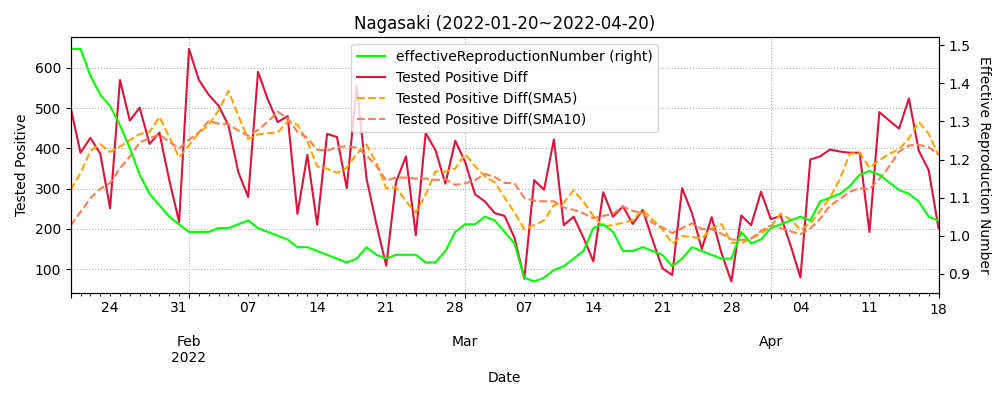 Nagasaki (2022-01-20~2022-04-20)
effectiveReproductionNumber (right)
Tested Positive Diff
Tested Positive Diff(SMA5)
Tested Positive Diff(SMA10)
Tested Positive
600
500
400
300
200
100
1.5
1.4
1.3
1.2
1.1
1.0
0.9
Effective Reproduction Number
24 31 07 14 21 28 07 14 21 28 04 11 18
Feb Mar Apr
2022
Date